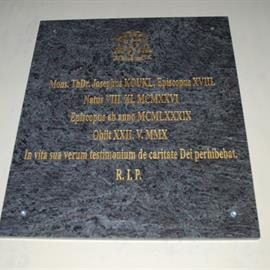 Mons. ThDr. Josephus KOUKL, Episcopus XVIII.
Natus VIII. XI. MCMXXVI
Episcopus ab anno MCMLXXXIX
Obiit XXII. V. MMX
In vita sua verum testimonium de caritate Dei perhibebat.
R. I. P.